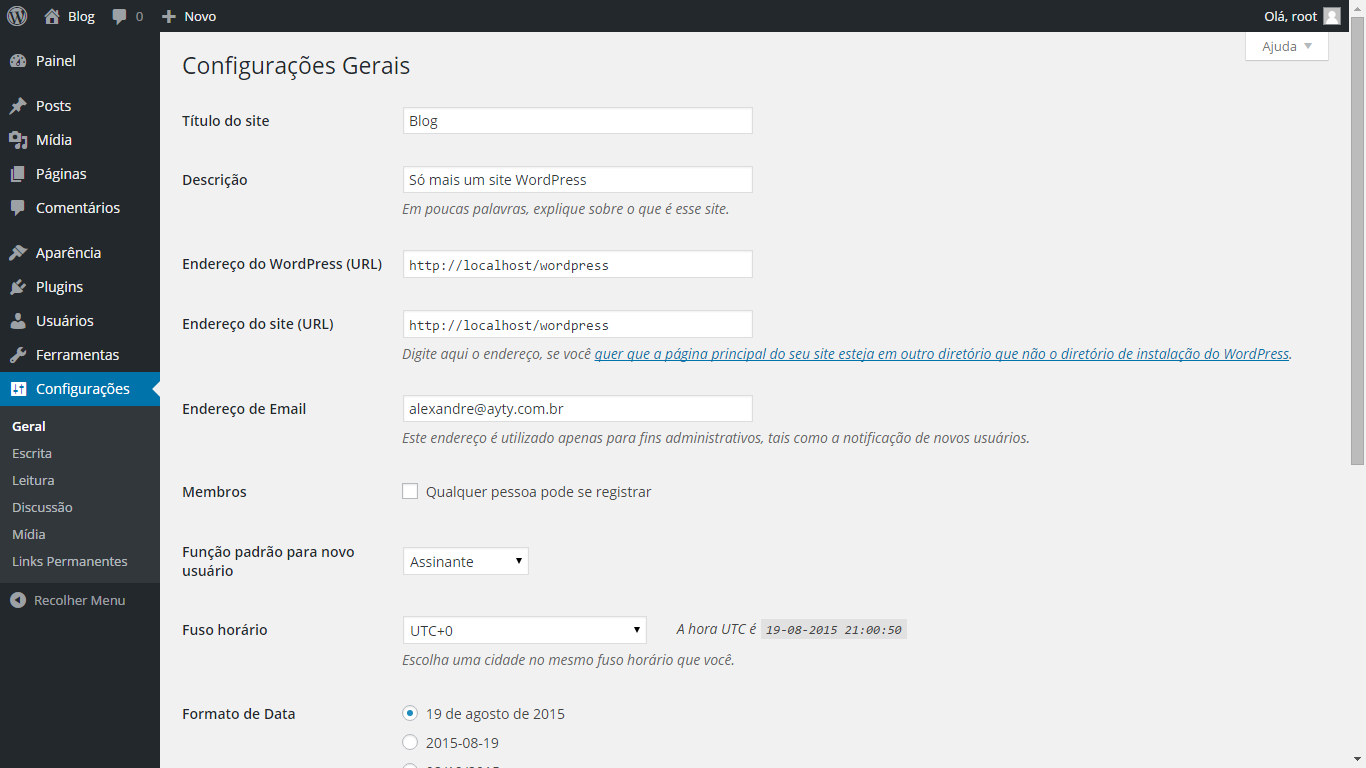 Blog
0
Novo
Olá, root
Ajuda
Painel
Posts
Mídia
Páginas
Comentários
Aparência
Plugins
Usuários
Ferramentas
Configurações
Geral
Escrita
Leitura
Discussão
Mídia
Links Permanentes
Recolher Menu
Configurações Gerais
Título do site
Blog
Descrição
Só mais um site WordPress
Em poucas palavras, explique sobre o que é esse site.
Endereço do WordPress (URL)
http://localhost/wordpress
Endereço do site (URL)
http://localhost/wordpress
Digite aqui o endereço, se você quer que a página principal do seu site esteja em outro diretório que não o diretório de instalação do WordPress.
Endereço de Email
alexandre@ayty.com.br
Este endereço é utilizado apenas para fins administrativos, tais como a notificação de novos usuários.
Membros
Qualquer pessoa pode se registrar
Função padrão para novo
usuário
Assinante
Fuso horário
UTC+0
A hora UTC é 19-08-2015 21:00:50
Escolha uma cidade no mesmo fuso horário que você.
Formato de Data
19 de agosto de 2015
2015-08-19